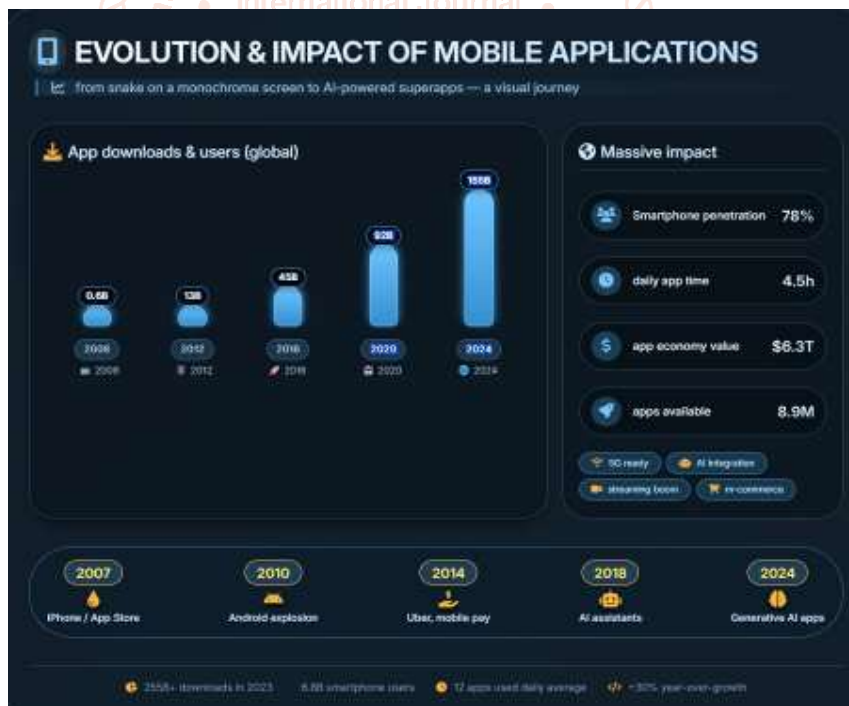 International Journal
EVOLUTION & IMPACT OF MOBILE APPLICATIONS
from snake on a monochrome screen to AI-powered superapps — a visual journey
App downloads & users (global)
0.6B
13B
45B
92B
2012
2016
2020
2024
2012
2016
2020
2024
Massive impact
Smartphone penetration 78%
daily app time 4.5h
app economy value $6.3T
apps available 8.9M
5G ready
AI integration
streaming boom
m-commerce
2007
iPhone / App Store
2010
Android explosion
2014
Uber, mobile pay
2018
AI assistants
2024
Generative AI apps
downloads in 2023 smartphone users 12 apps used daily average year-over-growth